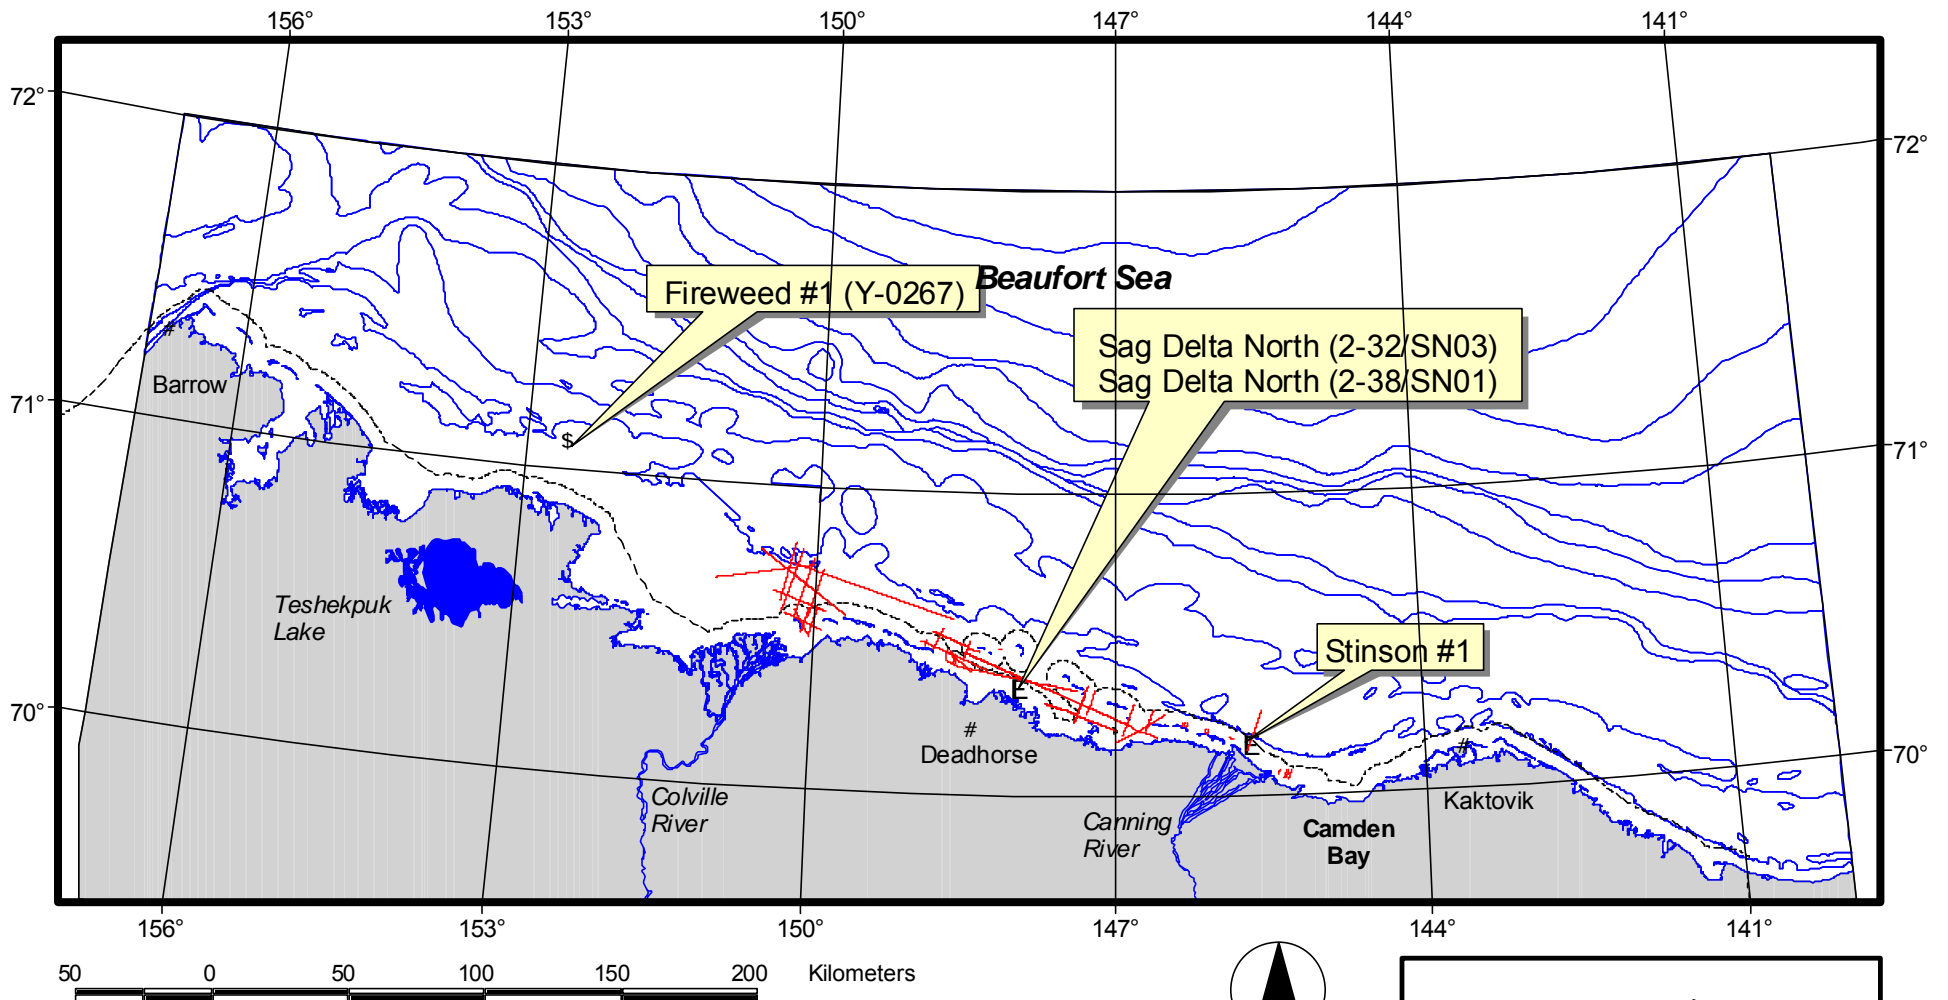 156° 153° 150° 147° 144° 141°
72° 72°
Fireweed #1 (Y-0267)
Beaufort Sea
Sag Delta North (2-32/SN03)
Sag Delta North (2-38/SN01)
#
Barrow
71° 71°
$
Teshekpuk
Lake
Stinson #1
E
E
#
Deadhorse
#
Kaktovik
70° 70°
Colville
River
Canning
River
Camden
Bay
156° 153° 150° 147° 144° 141°
50 0 50 100 150 200 Kilometers